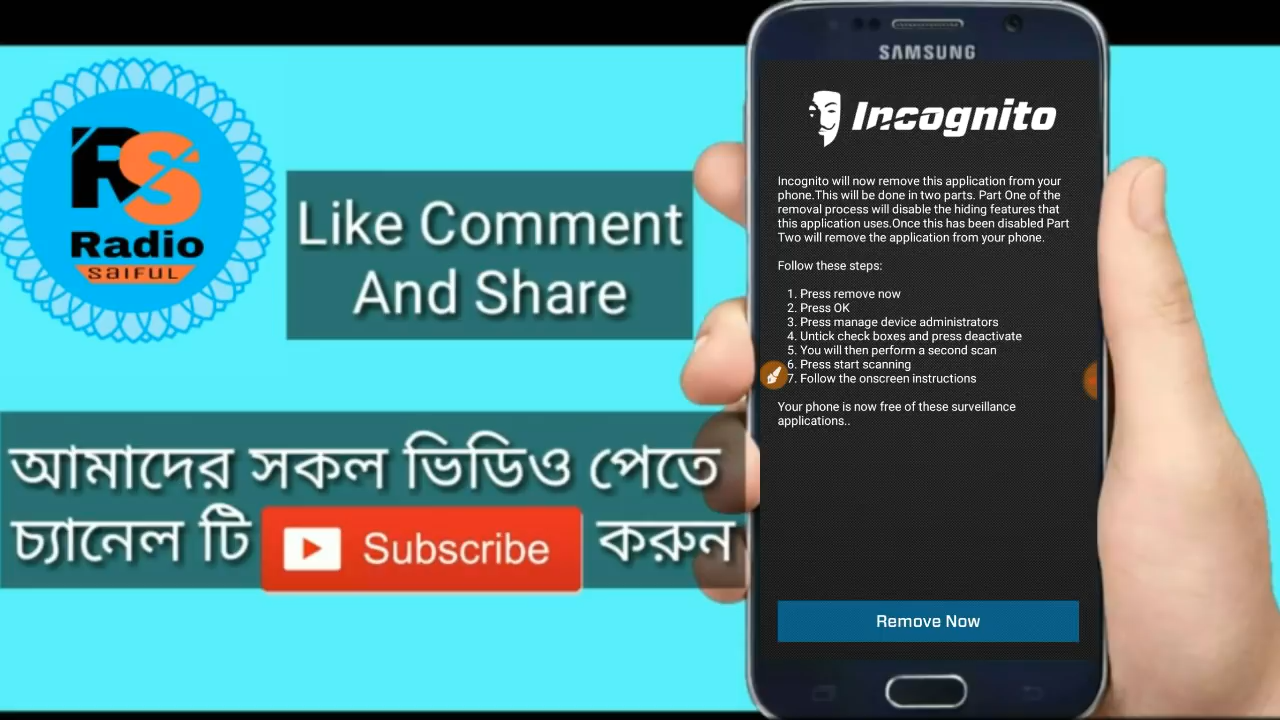 RS
Radio
SaiFUL
Like Comment
And Share
আমাদের সকল ভিডিও পেতে
চ্যানেল টি Subscribe করুন
SAMSUNG
Incognito
Incognito will now remove this application from your
phone.This will be done in two parts. Part One of the
removal process will disable the hiding features that
this application uses.Once this has been disabled Part
Two will remove the application from your phone.
Follow these steps:
1. Press remove now
2. Press OK
3. Press manage device administrators
4. Untick check boxes and press deactivate
5. You will then perform a second scan
6. Press start scanning
7. Follow the onscreen instructions
Your phone is now free of these surveillance
applications..
Remove Now